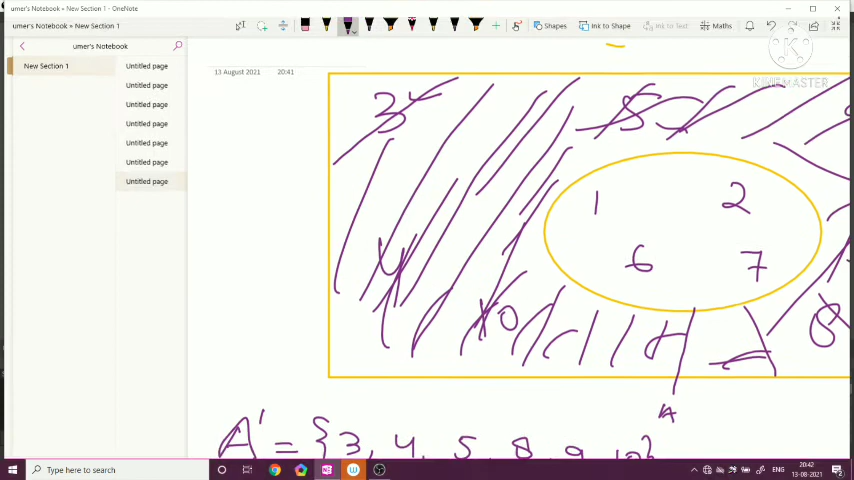 umer's Notebook » New Section 1 - OneNote
umer's Notebook » New Section 1
Shapes
Ink to Shape
Ink to Text
Maths
umer's Notebook
New Section 1
Untitled page
Untitled page
Untitled page
Untitled page
Untitled page
Untitled page
Untitled page
13 August 2021 20:41
KINEMASTER
3 5
1 2
4 6 7
10 8
A
A' = {3, 4, 5, 8, 9, 10}
Type here to search
ENG
20:42
13-08-2021